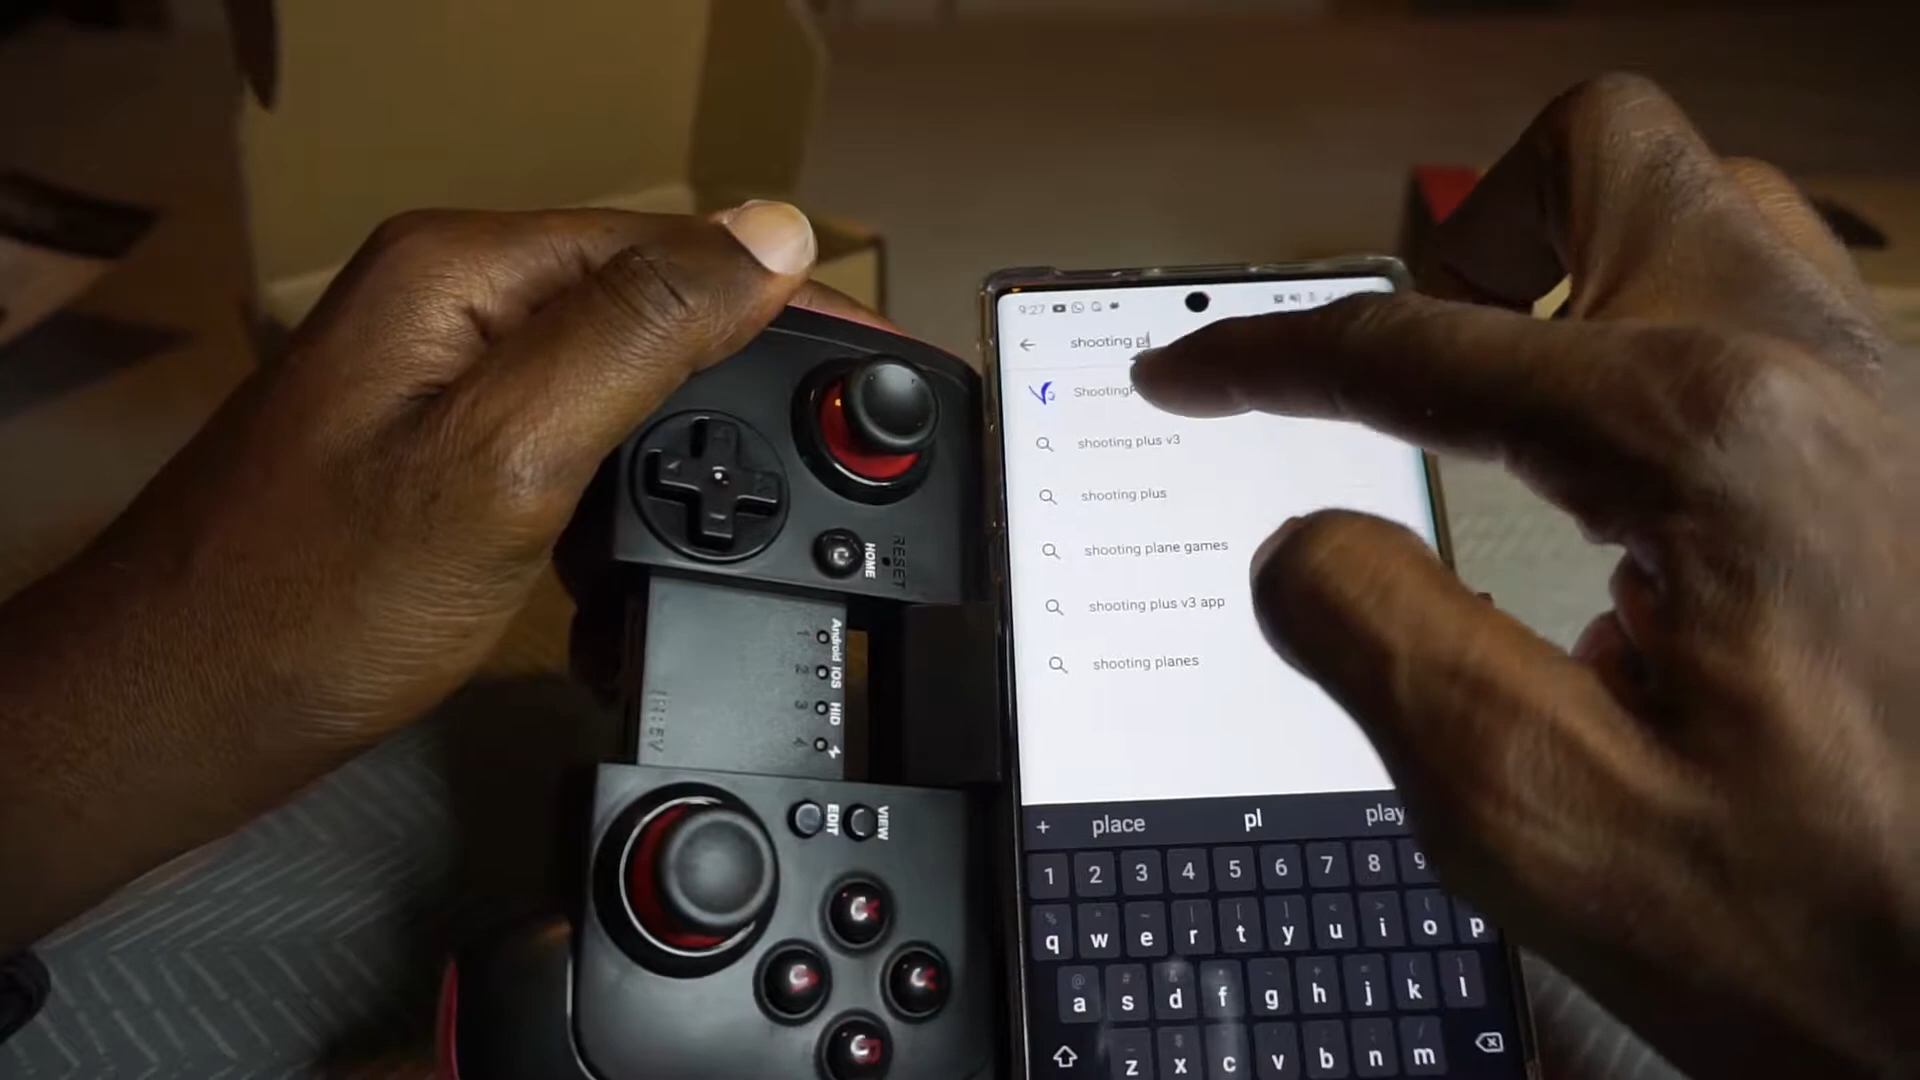 9:27
shooting pl
shooting plus v3
shooting plus
shooting plane games
shooting plus v3 app
shooting planes
+ place pl play
1 2 3 4 5 6 7 8 9
q w e r t y u i o p
a s d f g h j k l
z x c v b n m
HOME
RESET
Android 1
IOS 2
HID 3
4
EDIT
VIEW